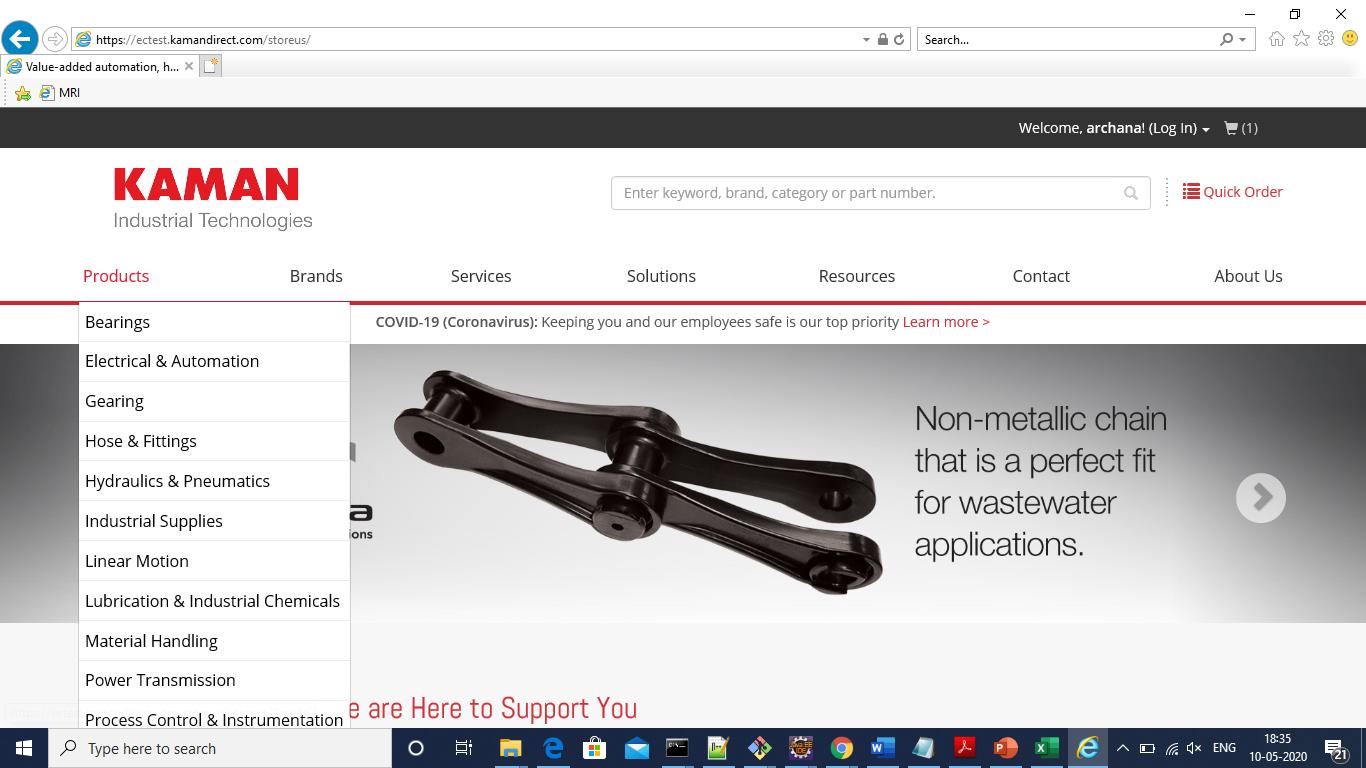 https://ectest.kamandirect.com/storeus/
Search...
Value-added automation, h...
MRI
Welcome, archana! (Log In)
(1)
KAMAN
Industrial Technologies
Enter keyword, brand, category or part number.
Quick Order
Products
Brands
Services
Solutions
Resources
Contact
About Us
COVID-19 (Coronavirus): Keeping you and our employees safe is our top priority Learn more >
Bearings
Electrical & Automation
Gearing
Hose & Fittings
Hydraulics & Pneumatics
Industrial Supplies
Linear Motion
Lubrication & Industrial Chemicals
Material Handling
Power Transmission
Process Control & Instrumentation
a
ions
Non-metallic chain
that is a perfect fit
for wastewater
applications.
e are Here to Support You
Type here to search
ENG
18:35
10-05-2020
21